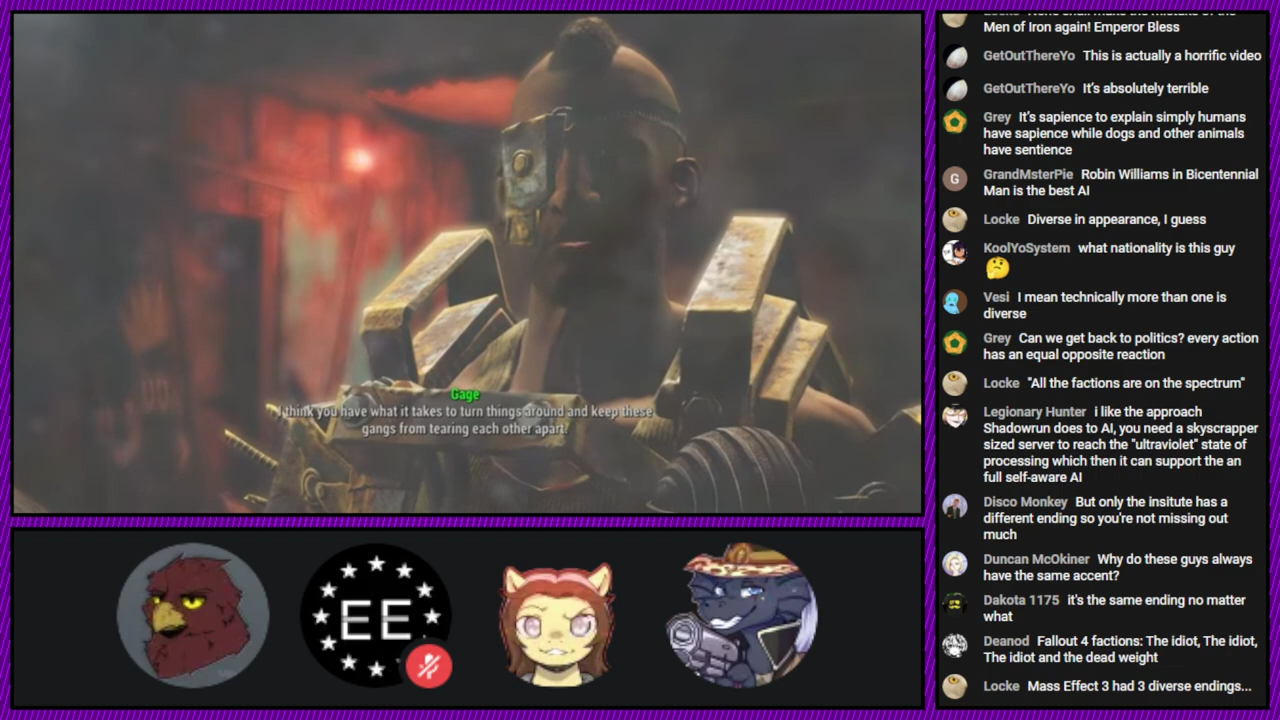 Gage
I think you have what it takes to turn things around and keep these
gangs from tearing each other apart.
EE
Men of Iron again! Emperor Bless
GetOutThereYo This is actually a horrific video
GetOutThereYo It's absolutely terrible
Grey It's sapience to explain simply humans
have sapience while dogs and other animals
have sentience
G
GrandMsterPie Robin Williams in Bicentennial
Man is the best AI
Locke Diverse in appearance, I guess
KoolYoSystem what nationality is this guy
🤔
Vesi I mean technically more than one is
diverse
Grey Can we get back to politics? every action
has an equal opposite reaction
Locke "All the factions are on the spectrum"
Legionary Hunter i like the approach
Shadowrun does to AI, you need a skyscrapper
sized server to reach the "ultraviolet" state of
processing which then it can support the an
full self-aware AI
Disco Monkey But only the insitute has a
different ending so you're not missing out
much
Duncan McOkiner Why do these guys always
have the same accent?
Dakota 1175 it's the same ending no matter
what
Deanod Fallout 4 factions: The idiot, The idiot,
The idiot and the dead weight
Locke Mass Effect 3 had 3 diverse endings...